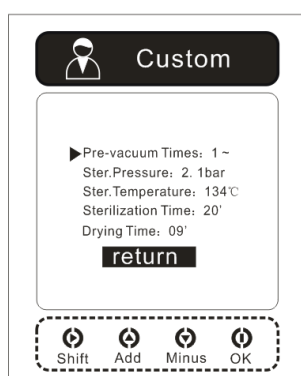 Custom
▶Pre-vacuum Times: 1 ~
Ster.Pressure: 2. 1bar
Ster.Temperature: 134℃
Sterilization Time: 20'
Drying Time: 09'
return
Shift Add Minus OK